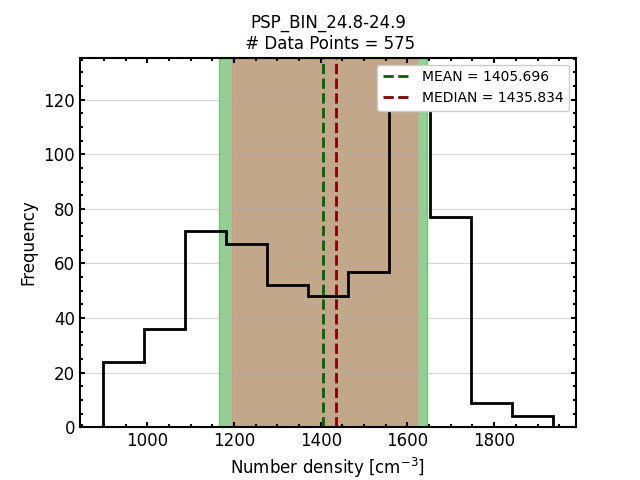 PSP_BIN_24.8-24.9
# Data Points = 575
MEAN = 1405.696
MEDIAN = 1435.834
Frequency
120
100
80
60
40
20
0
1000 1200 1400 1600 1800
Number density [cm⁻³]